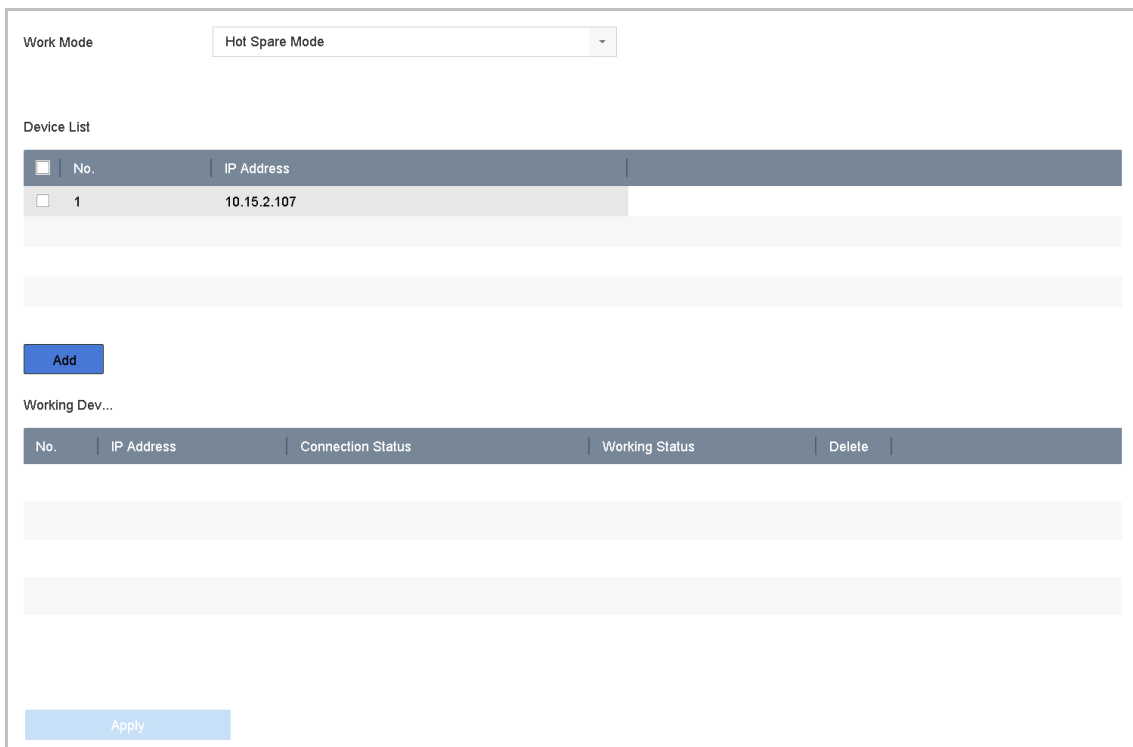 Work Mode Hot Spare Mode
Device List
No. IP Address
1 10.15.2.107
Add
Working Dev...
No. IP Address Connection Status Working Status Delete
Apply